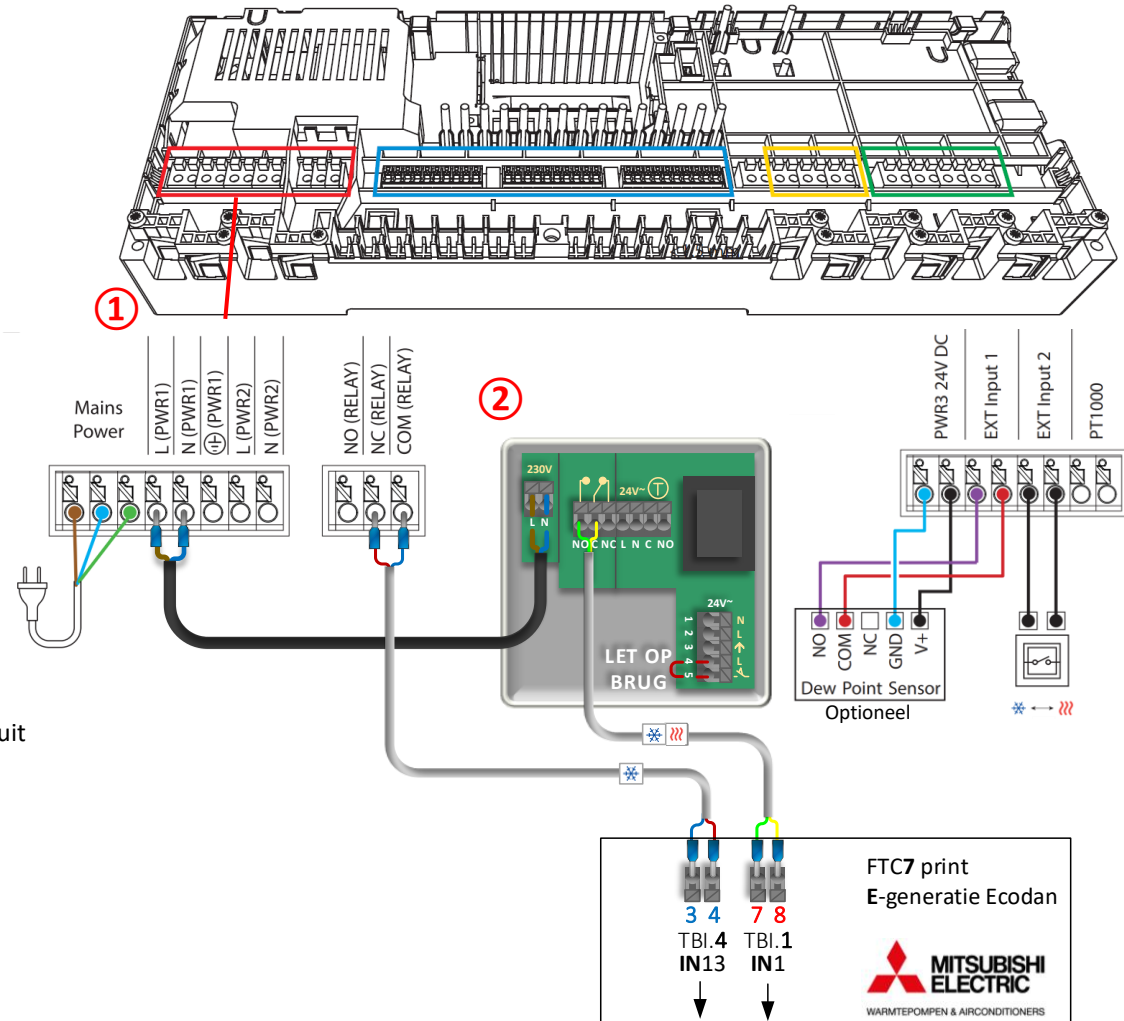 1
Mains
Power
L (PWR1)
N (PWR1)
(PWR1)
L (PWR2)
N (PWR2)
NO (RELAY)
NC (RELAY)
COM (RELAY)
2
230V
L N
24V~ T
NO C NC L N C NO
24V~
1 N
2 L
3
4 L
5
LET OP
BRUG
PWR3 24V DC
EXT Input 1
EXT Input 2
PT1000
NO
COM
NC
GND
V+
Dew Point Sensor
Optioneel
uit
FTC7 print
E-generatie Ecodan
3 4 7 8
TBI.4 TBI.1
IN13 IN1
MITSUBISHI
ELECTRIC
WARMTEPOMPEN & AIRCONDITIONERS